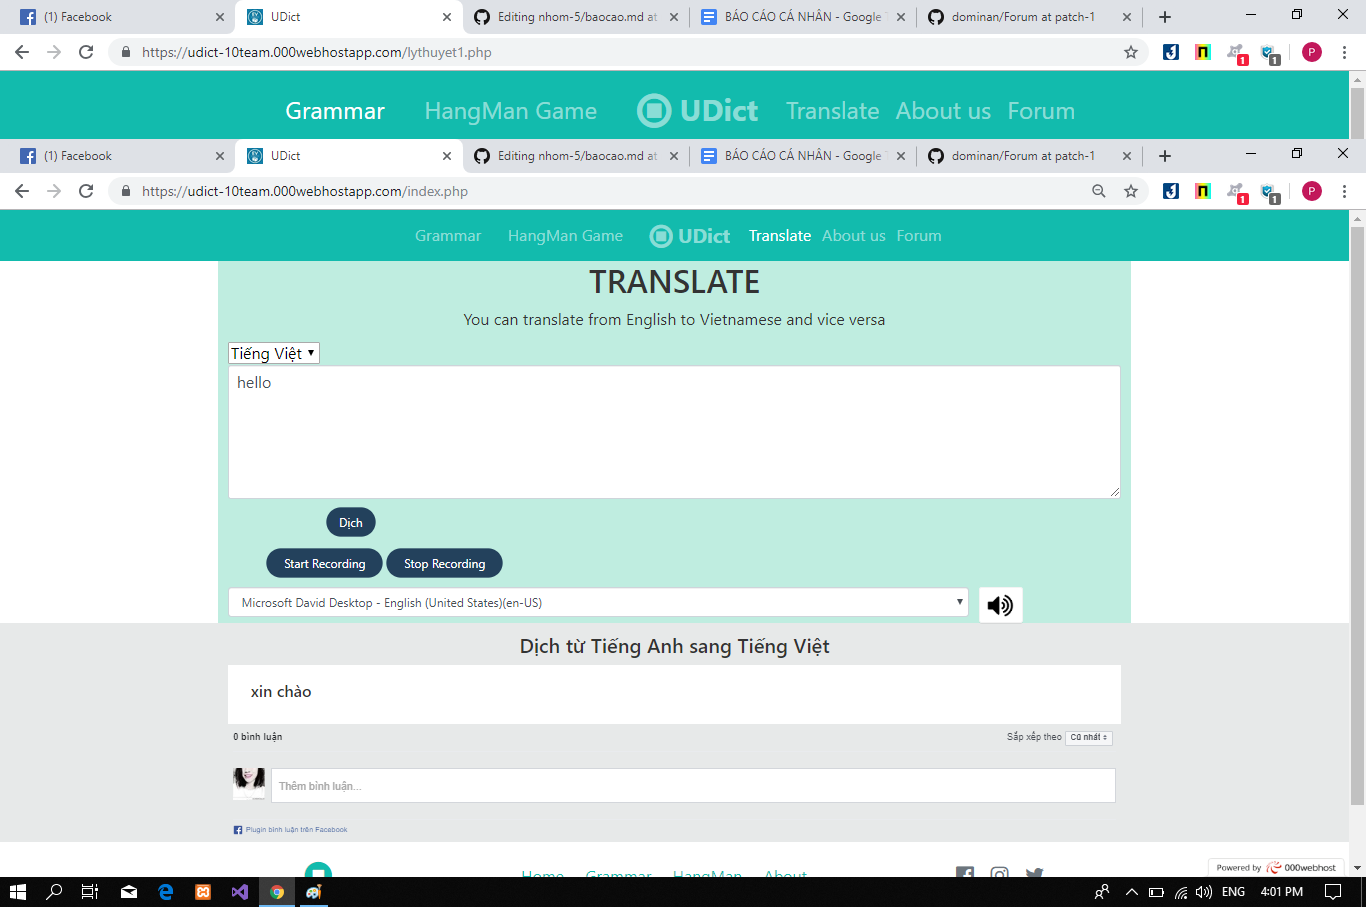 (1) Facebook
UDict
Editing nhom-5/baocao.md at
BÁO CÁO CÁ NHÂN - Google T
dominan/Forum at patch-1
https://udict-10team.000webhostapp.com/lythuyet1.php
P
1
1
Grammar HangMan Game UDict Translate About us Forum
(1) Facebook
UDict
Editing nhom-5/baocao.md at
BÁO CÁO CÁ NHÂN - Google T
dominan/Forum at patch-1
https://udict-10team.000webhostapp.com/index.php
P
1
1
Grammar HangMan Game UDict Translate About us Forum
TRANSLATE
You can translate from English to Vietnamese and vice versa
Tiếng Việt
hello
Dịch
Start Recording Stop Recording
Microsoft David Desktop - English (United States)(en-US)
Dịch từ Tiếng Anh sang Tiếng Việt
xin chào
0 bình luận
Sắp xếp theo Cũ nhất
Thêm bình luận...
Plugin bình luận trên Facebook
Home Grammar HangMan About
Powered by 000webhost
ENG 4:01 PM